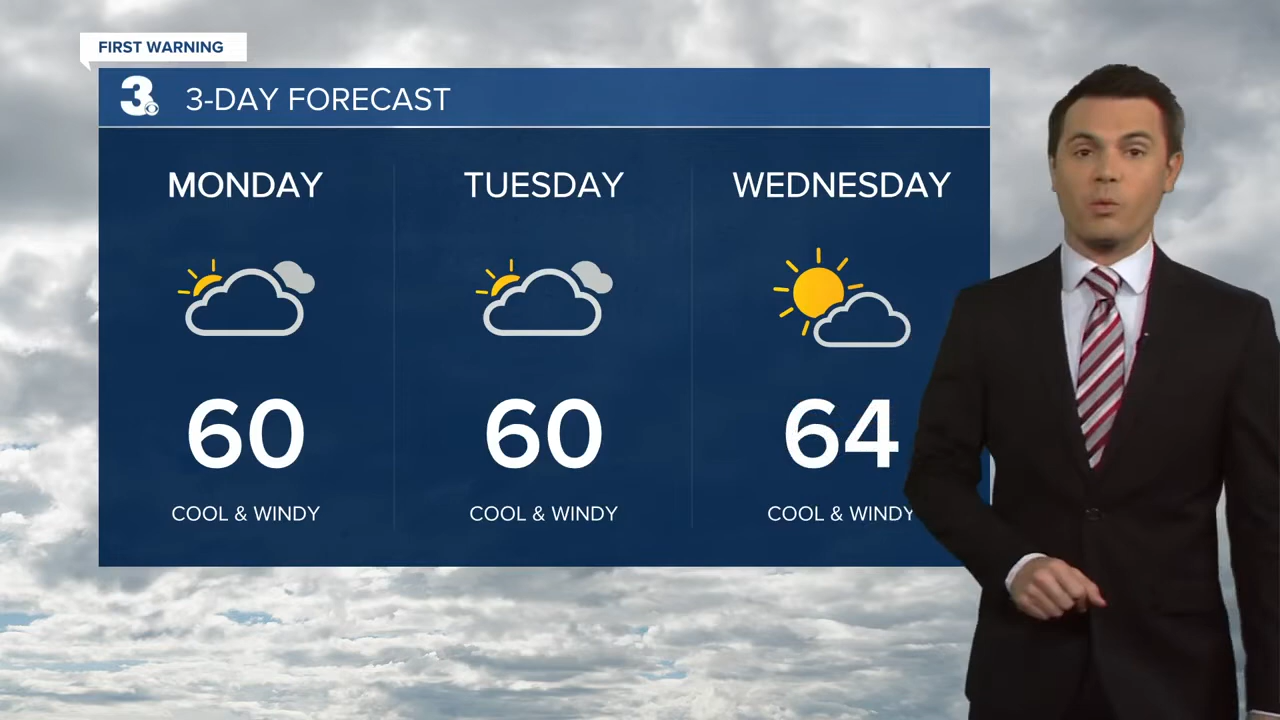 FIRST WARNING
3
3-DAY FORECAST
MONDAY
TUESDAY
WEDNESDAY
60
60
64
COOL & WINDY
COOL & WINDY
COOL & WINDY